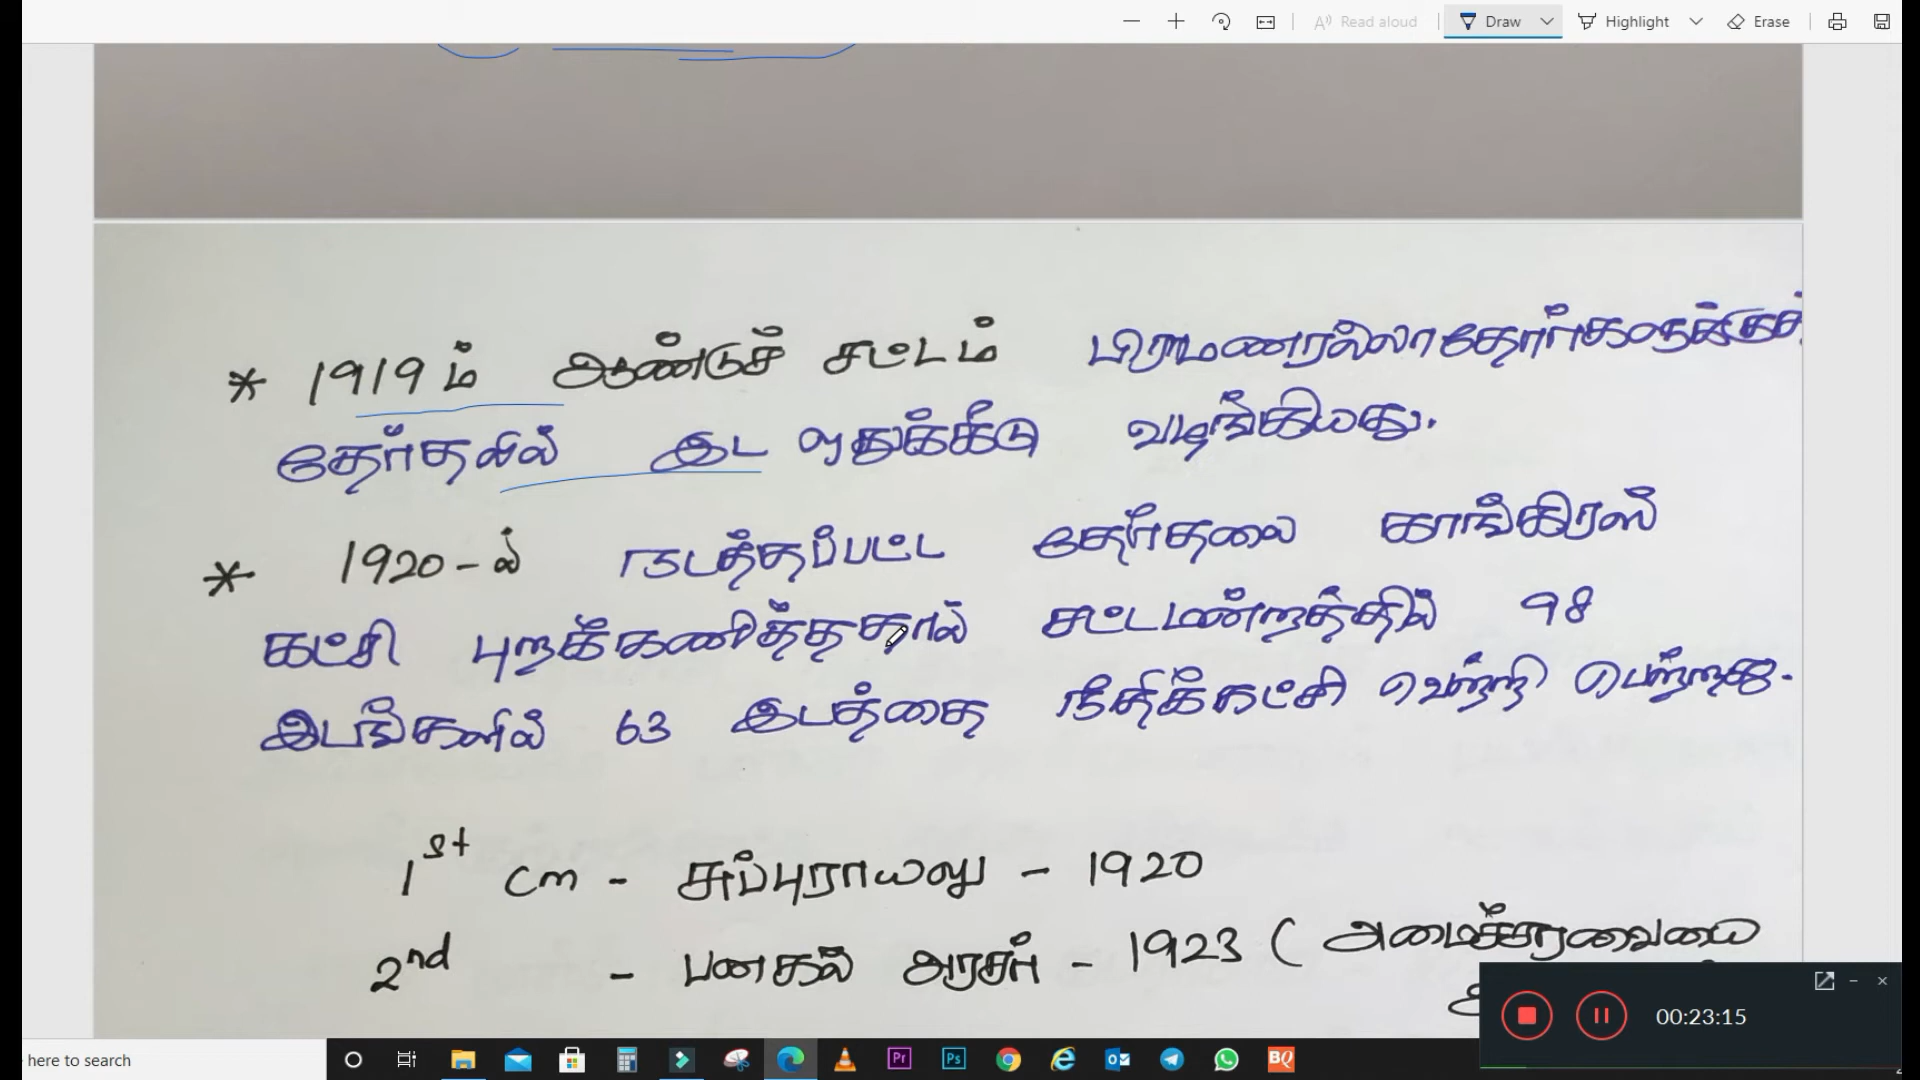 Read aloud Draw Highlight Erase
* 1919ம் ஆண்டுச் சட்டம் பிராமணரல்லாதோர்களுக்குத்
தேர்தலில் இட ஒதுக்கீடு வழங்கியது.
* 1920-ல் நடத்தப்பட்ட தேர்தலை காங்கிரஸ்
கட்சி புறக்கணித்ததால் சட்டமன்றத்தில் 98
இடங்களில் 63 இடத்தை நீதிக்கட்சி வெற்றி பெற்றது.
1st Cm - சுப்புராயலு - 1920
2nd - பனகல் அரசர் - 1923 ( அமைச்சரவையை
00:23:15
here to search